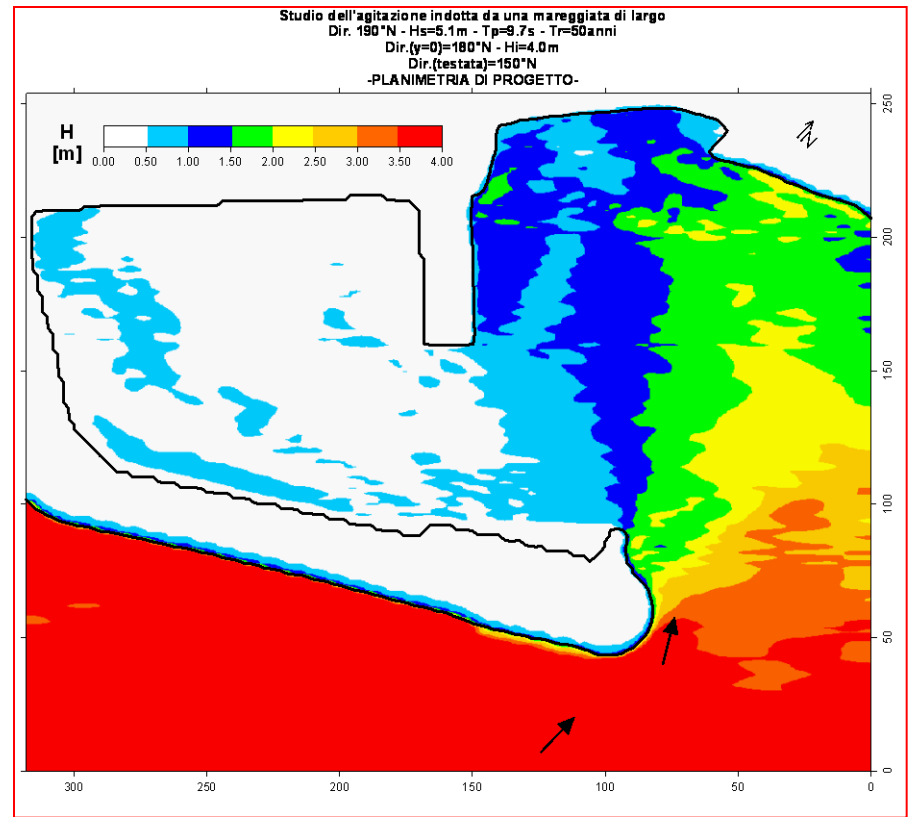 Studio dell'agitazione indotta da una mareggiata di largo
Dir. 190°N - Hs=5.1m - Tp=9.7s - Tr=50anni
Dir.(y=0)=180°N - Hi=4.0m
Dir.(testata)=150°N
-PLANIMETRIA DI PROGETTO-
H
[m]
0.00 0.50 1.00 1.50 2.00 2.50 3.00 3.50 4.00
N
250
200
150
100
50
0
300 250 200 150 100 50 0